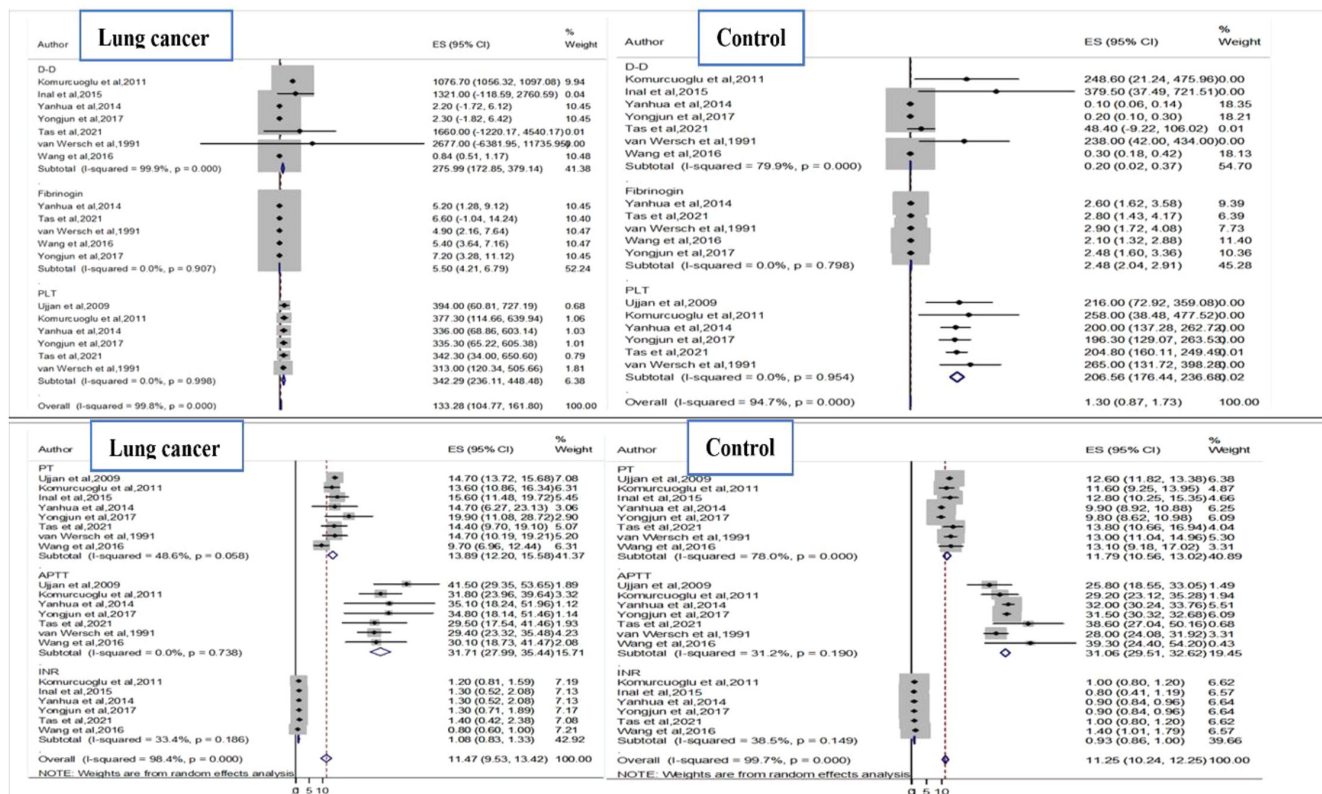 Lung cancer
Author ES (95% CI) % Weight
D-D
Komurcuoglu et al,2011 1076.70 (1056.32, 1097.08) 9.94
Inal et al,2015 1321.00 (-118.59, 2760.59) 0.04
Yanhua et al,2014 2.20 (-1.72, 6.12) 10.45
Yongjun et al,2017 2.30 (-1.82, 6.42) 10.45
Tas et al,2021 1660.00 (-1220.17, 4540.17) 0.01
van Wersch et al,1991 2677.00 (-6381.95, 11735.95) 0.00
Wang et al,2016 0.84 (0.51, 1.17) 10.48
Subtotal (I-squared = 99.9%, p = 0.000) 275.99 (172.85, 379.14) 41.38
.
Fibrinogin
Yanhua et al,2014 5.20 (1.28, 9.12) 10.45
Tas et al,2021 6.60 (-1.04, 14.24) 10.40
van Wersch et al,1991 4.90 (2.16, 7.64) 10.47
Wang et al,2016 5.40 (3.64, 7.16) 10.47
Yongjun et al,2017 7.20 (3.28, 11.12) 10.45
Subtotal (I-squared = 0.0%, p = 0.907) 5.50 (4.21, 6.79) 52.24
.
PLT
Ujjan et al,2009 394.00 (60.81, 727.19) 0.68
Komurcuoglu et al,2011 377.30 (114.66, 639.94) 1.06
Yanhua et al,2014 336.00 (68.86, 603.14) 1.03
Yongjun et al,2017 335.30 (65.22, 605.38) 1.01
Tas et al,2021 342.30 (34.00, 650.60) 0.79
van Wersch et al,1991 313.00 (120.34, 505.66) 1.81
Subtotal (I-squared = 0.0%, p = 0.998) 342.29 (236.11, 448.48) 6.38
.
Overall (I-squared = 99.8%, p = 0.000) 133.28 (104.77, 161.80) 100.00
Control
Author ES (95% CI) % Weight
D-D
Komurcuoglu et al,2011 248.60 (21.24, 475.96)0.00
Inal et al,2015 379.50 (37.49, 721.51)0.00
Yanhua et al,2014 0.10 (0.06, 0.14) 18.35
Yongjun et al,2017 0.20 (0.10, 0.30) 18.21
Tas et al,2021 48.40 (-9.22, 106.02) 0.01
van Wersch et al,1991 238.00 (42.00, 434.00) 0.00
Wang et al,2016 0.30 (0.18, 0.42) 18.13
Subtotal (I-squared = 79.9%, p = 0.000) 0.20 (0.02, 0.37) 54.70
.
Fibrinogin
Yanhua et al,2014 2.60 (1.62, 3.58) 9.39
Tas et al,2021 2.80 (1.43, 4.17) 6.39
van Wersch et al,1991 2.90 (1.72, 4.08) 7.73
Wang et al,2016 2.10 (1.32, 2.88) 11.40
Yongjun et al,2017 2.48 (1.60, 3.36) 10.36
Subtotal (I-squared = 0.0%, p = 0.798) 2.48 (2.04, 2.91) 45.28
.
PLT
Ujjan et al,2009 216.00 (72.92, 359.08)0.00
Komurcuoglu et al,2011 258.00 (38.48, 477.52)0.00
Yanhua et al,2014 200.00 (137.28, 262.72)0.00
Yongjun et al,2017 196.30 (129.07, 263.53)0.00
Tas et al,2021 204.80 (160.11, 249.49)0.01
van Wersch et al,1991 265.00 (131.72, 398.28)0.00
Subtotal (I-squared = 0.0%, p = 0.954) 206.56 (176.44, 236.68)0.02
.
Overall (I-squared = 94.7%, p = 0.000) 1.30 (0.87, 1.73) 100.00
Lung cancer
Author ES (95% CI) % Weight
PT
Ujjan et al,2009 14.70 (13.72, 15.68)7.08
Komurcuoglu et al,2011 13.60 (10.86, 16.34)6.31
Inal et al,2015 15.60 (11.48, 19.72)5.45
Yanhua et al,2014 14.70 (6.27, 23.13) 3.06
Yongjun et al,2017 19.90 (11.08, 28.72)2.90
Tas et al,2021 14.40 (9.70, 19.10) 5.07
van Wersch et al,1991 14.70 (10.19, 19.21)5.20
Wang et al,2016 9.70 (6.96, 12.44) 6.31
Subtotal (I-squared = 48.6%, p = 0.058) 13.89 (12.20, 15.58)41.37
.
APTT
Ujjan et al,2009 41.50 (29.35, 53.65)1.89
Komurcuoglu et al,2011 31.80 (23.96, 39.64)3.32
Yanhua et al,2014 35.10 (18.24, 51.96)1.12
Yongjun et al,2017 34.80 (18.14, 51.46)1.14
Tas et al,2021 29.50 (17.54, 41.46)1.93
van Wersch et al,1991 29.40 (23.32, 35.48)4.23
Wang et al,2016 30.10 (18.73, 41.47)2.08
Subtotal (I-squared = 0.0%, p = 0.738) 31.71 (27.99, 35.44)15.71
.
INR
Komurcuoglu et al,2011 1.20 (0.81, 1.59) 7.19
Inal et al,2015 1.30 (0.52, 2.08) 7.13
Yanhua et al,2014 1.30 (0.52, 2.08) 7.13
Yongjun et al,2017 1.30 (0.71, 1.89) 7.17
Tas et al,2021 1.40 (0.42, 2.38) 7.08
Wang et al,2016 0.80 (0.60, 1.00) 7.21
Subtotal (I-squared = 33.4%, p = 0.186) 1.08 (0.83, 1.33) 42.92
.
Overall (I-squared = 98.4%, p = 0.000) 11.47 (9.53, 13.42) 100.00
NOTE: Weights are from random effects analysis
0 5 10
Control
Author ES (95% CI) % Weight
PT
Ujjan et al,2009 12.60 (11.82, 13.38)6.38
Komurcuoglu et al,2011 11.60 (9.25, 13.95) 4.87
Inal et al,2015 12.80 (10.25, 15.35)4.66
Yanhua et al,2014 9.90 (8.92, 10.88) 6.25
Yongjun et al,2017 9.80 (8.62, 10.98) 6.09
Tas et al,2021 13.80 (10.66, 16.94)4.04
van Wersch et al,1991 13.00 (11.04, 14.96)5.30
Wang et al,2016 13.10 (9.18, 17.02) 3.31
Subtotal (I-squared = 78.0%, p = 0.000) 11.79 (10.56, 13.02)40.89
.
APTT
Ujjan et al,2009 25.80 (18.55, 33.05)1.49
Komurcuoglu et al,2011 29.20 (23.12, 35.28)1.94
Yanhua et al,2014 32.00 (30.24, 33.76)5.51
Yongjun et al,2017 31.50 (30.32, 32.68)6.09
Tas et al,2021 38.60 (27.04, 50.16)0.68
van Wersch et al,1991 28.00 (24.08, 31.92)3.31
Wang et al,2016 39.30 (24.40, 54.20)0.43
Subtotal (I-squared = 31.2%, p = 0.190) 31.06 (29.51, 32.62)19.45
.
INR
Komurcuoglu et al,2011 1.00 (0.80, 1.20) 6.62
Inal et al,2015 0.80 (0.41, 1.19) 6.57
Yanhua et al,2014 0.90 (0.84, 0.96) 6.64
Yongjun et al,2017 0.90 (0.84, 0.96) 6.64
Tas et al,2021 1.00 (0.80, 1.20) 6.62
Wang et al,2016 1.40 (1.01, 1.79) 6.57
Subtotal (I-squared = 38.5%, p = 0.149) 0.93 (0.86, 1.00) 39.66
.
Overall (I-squared = 99.7%, p = 0.000) 11.25 (10.24, 12.25)100.00
NOTE: Weights are from random effects analysis
0 5 10